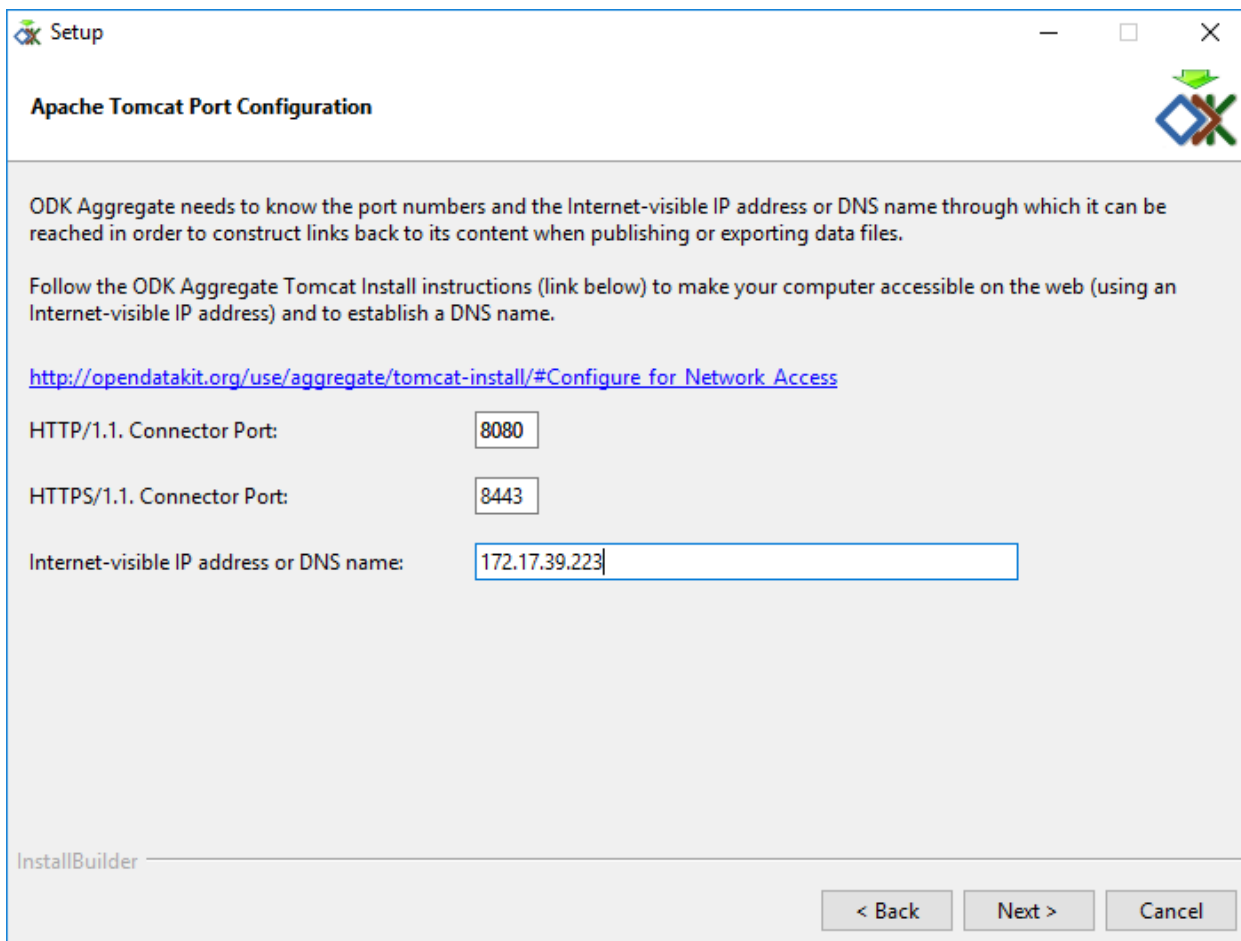 Setup
Apache Tomcat Port Configuration
ODK Aggregate needs to know the port numbers and the Internet-visible IP address or DNS name through which it can be
reached in order to construct links back to its content when publishing or exporting data files.
Follow the ODK Aggregate Tomcat Install instructions (link below) to make your computer accessible on the web (using an
Internet-visible IP address) and to establish a DNS name.
http://opendatakit.org/use/aggregate/tomcat-install/#Configure_for_Network_Access
HTTP/1.1. Connector Port: 8080
HTTPS/1.1. Connector Port: 8443
Internet-visible IP address or DNS name: 172.17.39.223
InstallBuilder
< Back Next > Cancel